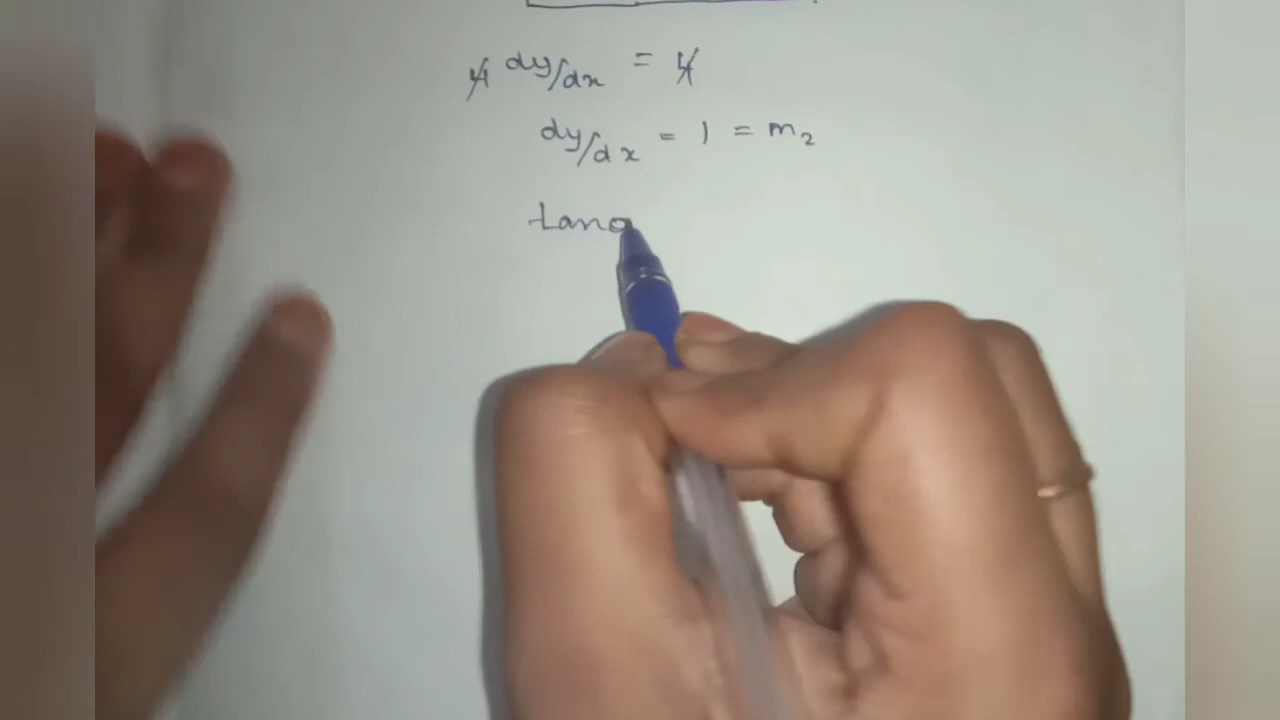 4 dy/dx = 4
dy/dx = 1 = m₂
tanθ